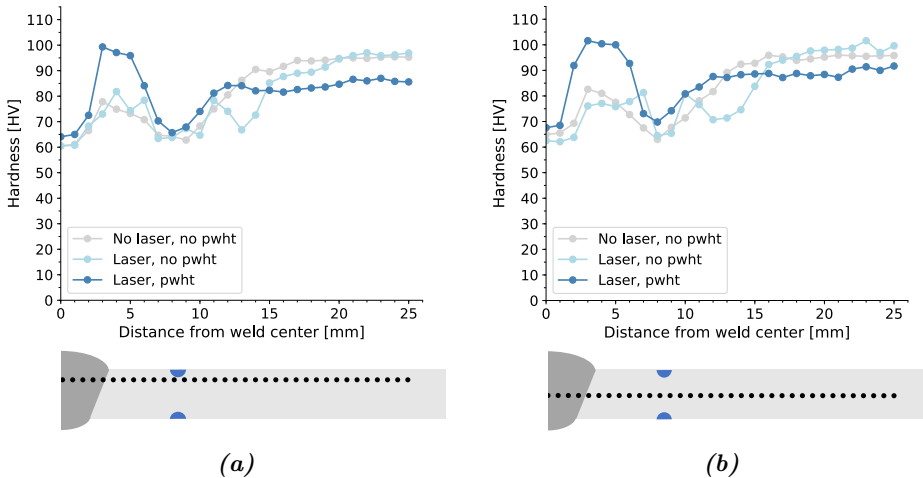 110
100
90
80
70
60
50
40
30
20
10
0
Hardness [HV]
No laser, no pwht
Laser, no pwht
Laser, pwht
0 5 10 15 20 25
Distance from weld center [mm]
(a)
110
100
90
80
70
60
50
40
30
20
10
0
Hardness [HV]
No laser, no pwht
Laser, no pwht
Laser, pwht
0 5 10 15 20 25
Distance from weld center [mm]
(b)